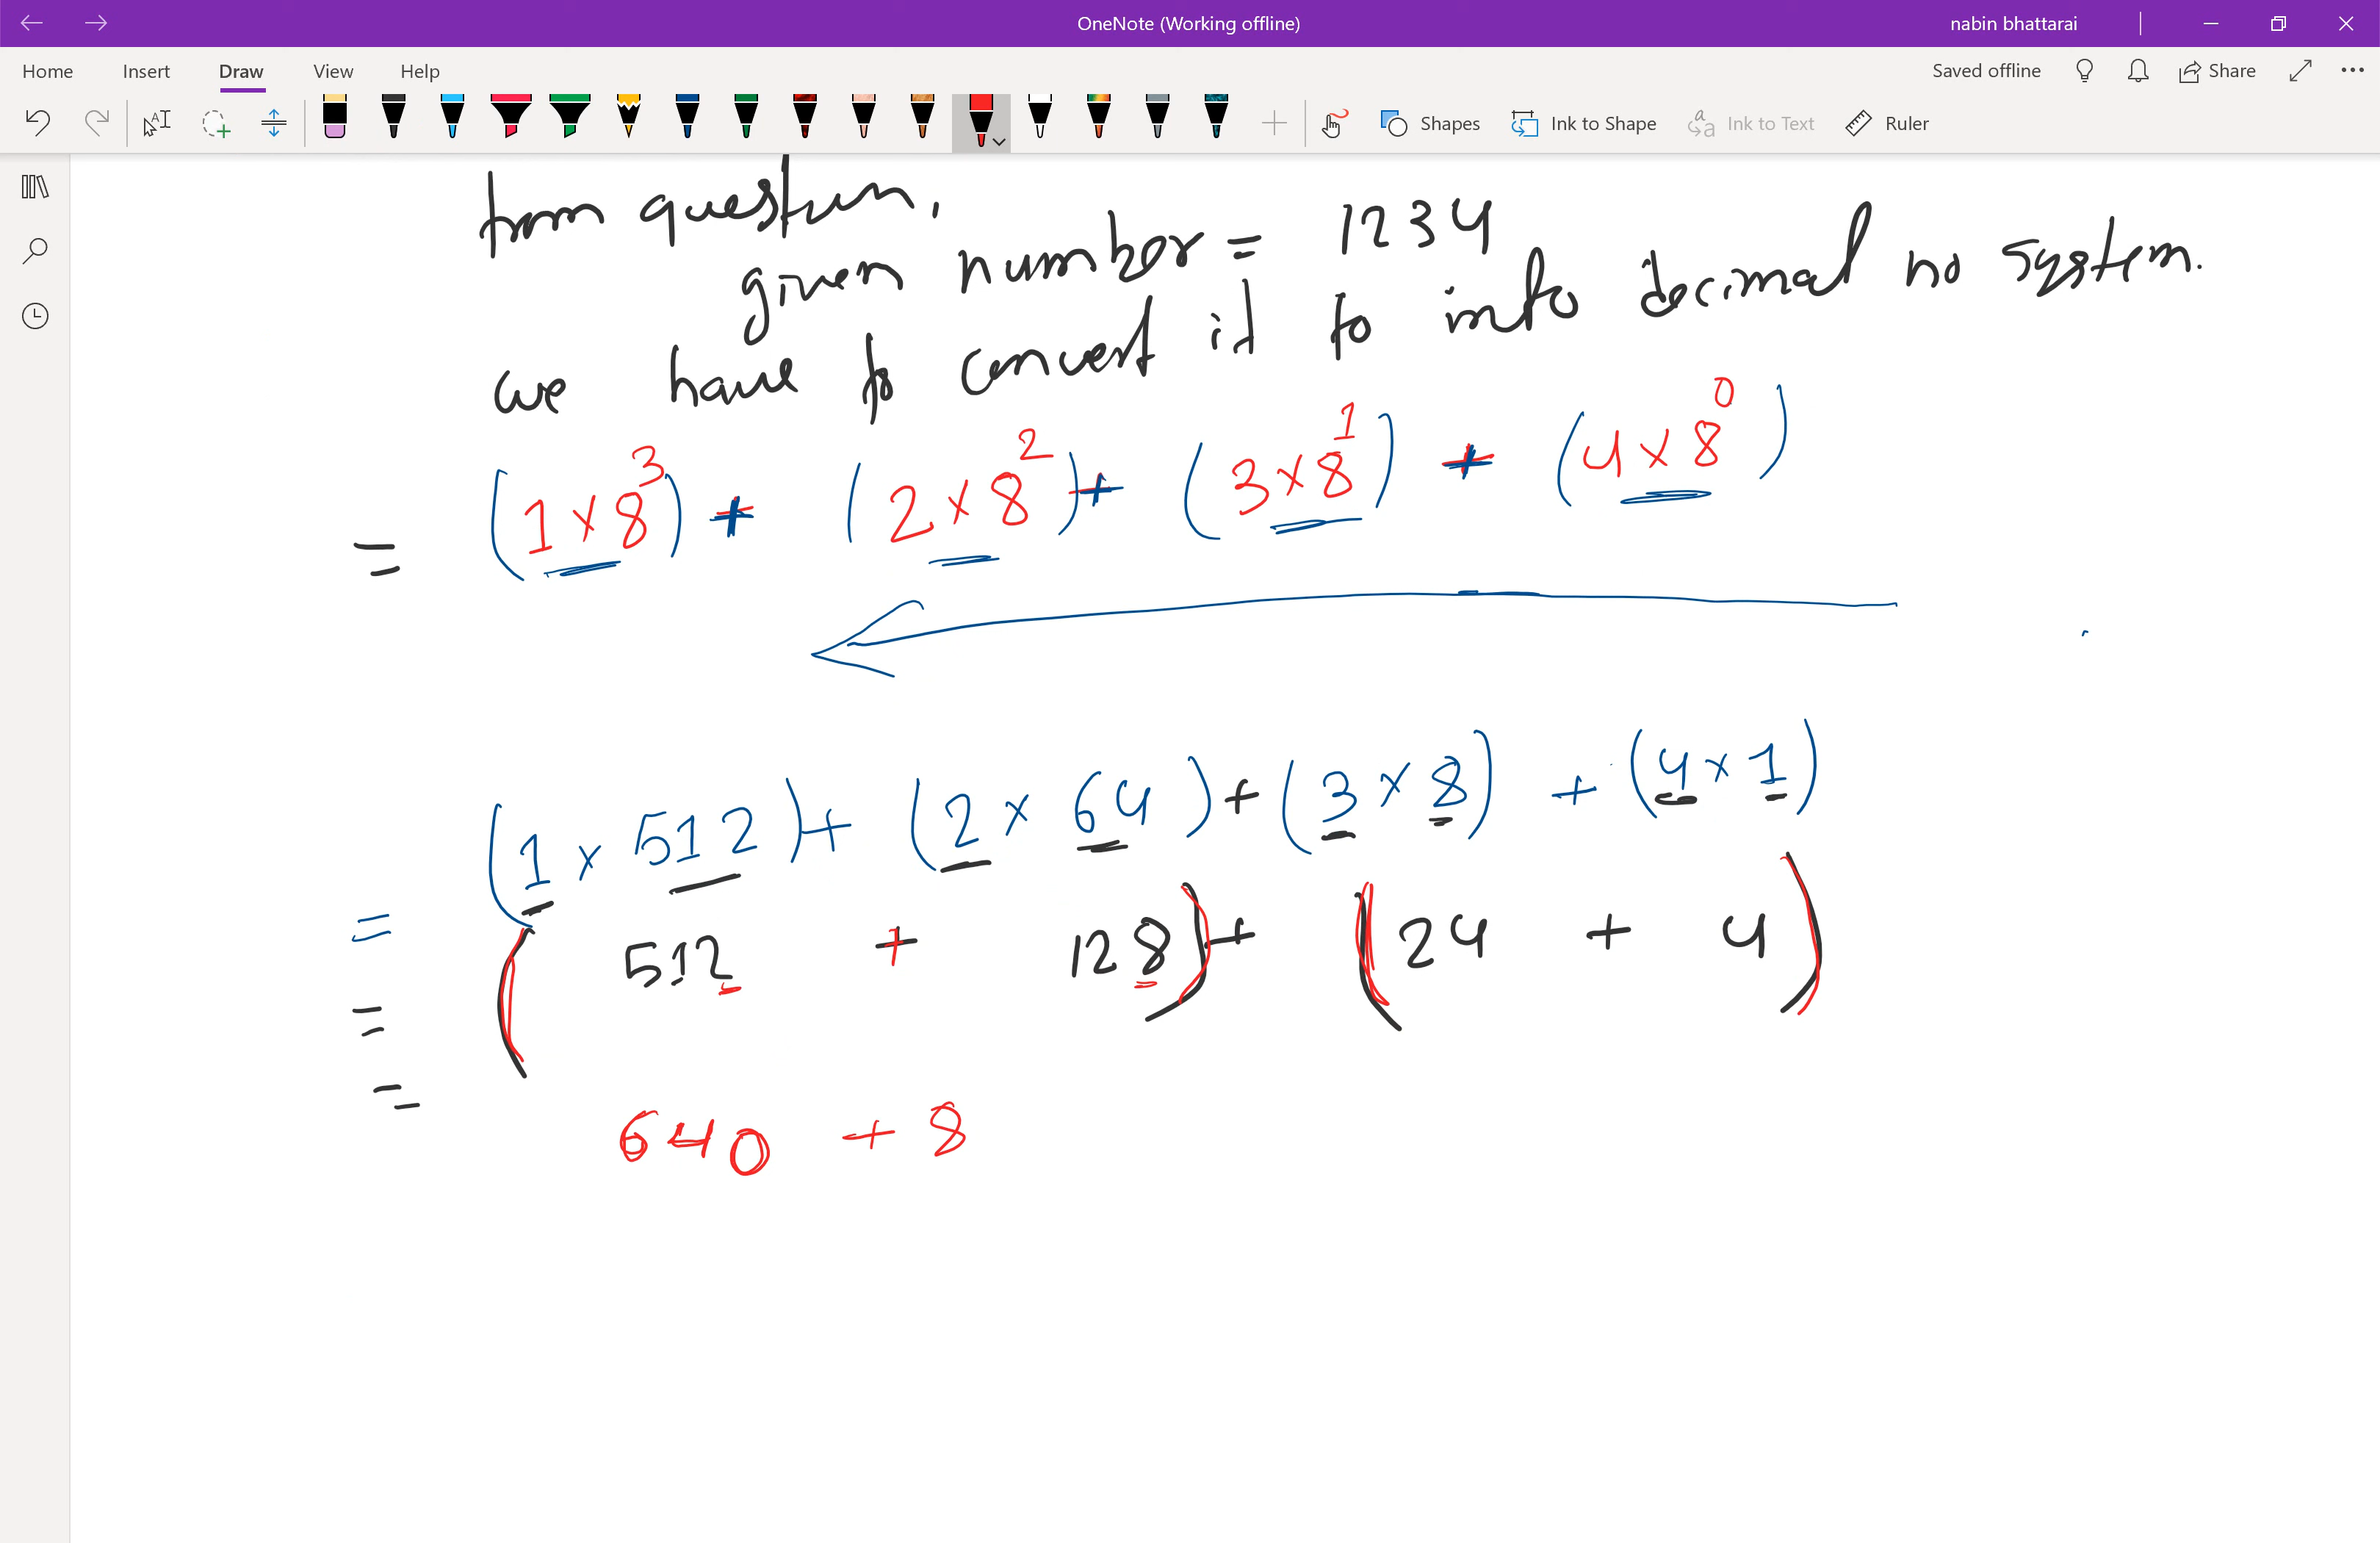 OneNote (Working offline) nabin bhattarai
Home Insert Draw View Help Saved offline Share
Shapes Ink to Shape Ink to Text Ruler
from question,
given number = 1234
we have to convert it to into decimal no system.
= (1 × 8³) + (2 × 8²) + (3 × 8¹) + (4 × 8⁰)
= (1 × 512) + (2 × 64) + (3 × 8) + (4 × 1)
= (512 + 128) + (24 + 4)
= 640 + 8